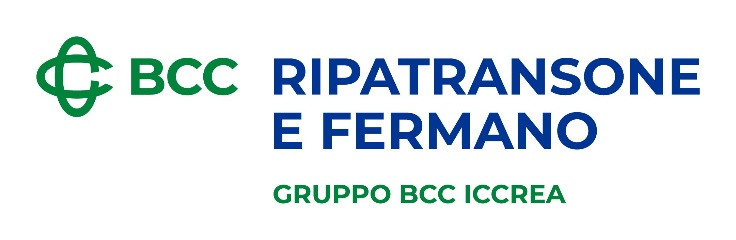 BCC RIPATRANSONE
E FERMANO
GRUPPO BCC ICCREA